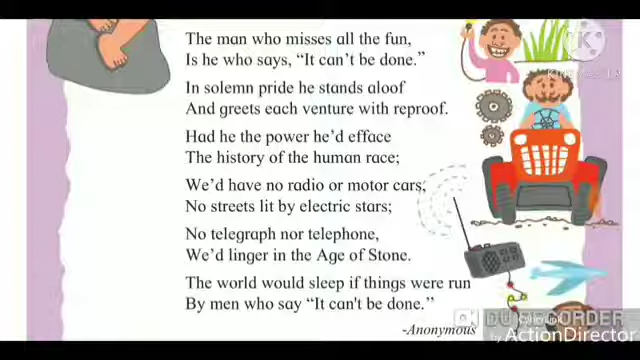 The man who misses all the fun,
Is he who says, “It can’t be done.”
In solemn pride he stands aloof
And greets each venture with reproof.
Had he the power he’d efface
The history of the human race;
We’d have no radio or motor cars,
No streets lit by electric stars;
No telegraph nor telephone,
We’d linger in the Age of Stone.
The world would sleep if things were run
By men who say “It can't be done.’’
-Anonymous
DU RECORDER
CyberLink
by ActionDirector